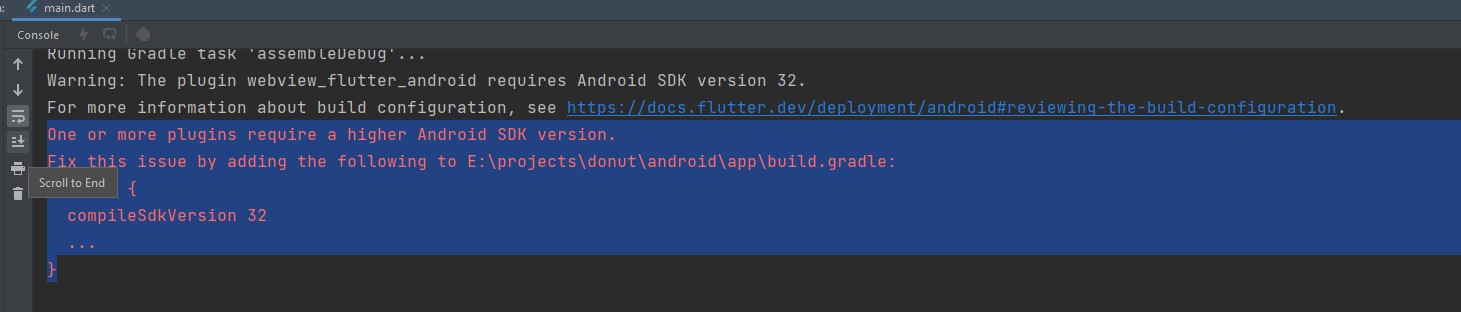 main.dart
Console
Running Gradle task 'assembleDebug'...
Warning: The plugin webview_flutter_android requires Android SDK version 32.
For more information about build configuration, see https://docs.flutter.dev/deployment/android#reviewing-the-build-configuration.
One or more plugins require a higher Android SDK version.
Fix this issue by adding the following to E:\projects\donut\android\app\build.gradle:
Scroll to End
{
compileSdkVersion 32
...
}